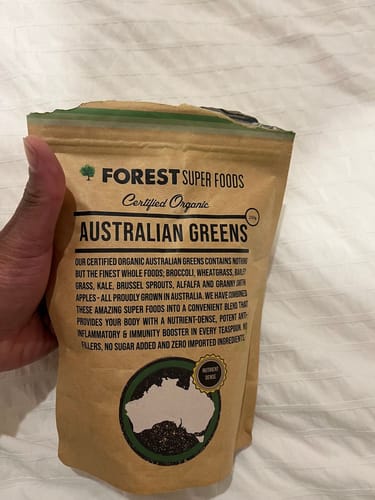 FOREST SUPER FOODS
Certified Organic
AUSTRALIAN GREENS
OUR CERTIFIED ORGANIC AUSTRALIAN GREENS CONTAINS NOTHING
BUT THE FINEST WHOLE FOODS; BROCCOLI, WHEATGRASS, BARLEY
GRASS, KALE, BRUSSEL SPROUTS, ALFALFA AND GRANNY SMITH
APPLES - ALL PROUDLY GROWN IN AUSTRALIA. WE HAVE COMBINED
THESE AMAZING SUPER FOODS INTO A CONVENIENT BLEND THAT
PROVIDES YOUR BODY WITH A NUTRIENT-DENSE, POTENT ANTI-
INFLAMMATORY & IMMUNITY BOOSTER IN EVERY TEASPOON. NO
FILLERS, NO SUGAR ADDED AND ZERO IMPORTED INGREDIENTS.
NUTRIENT
DENSE